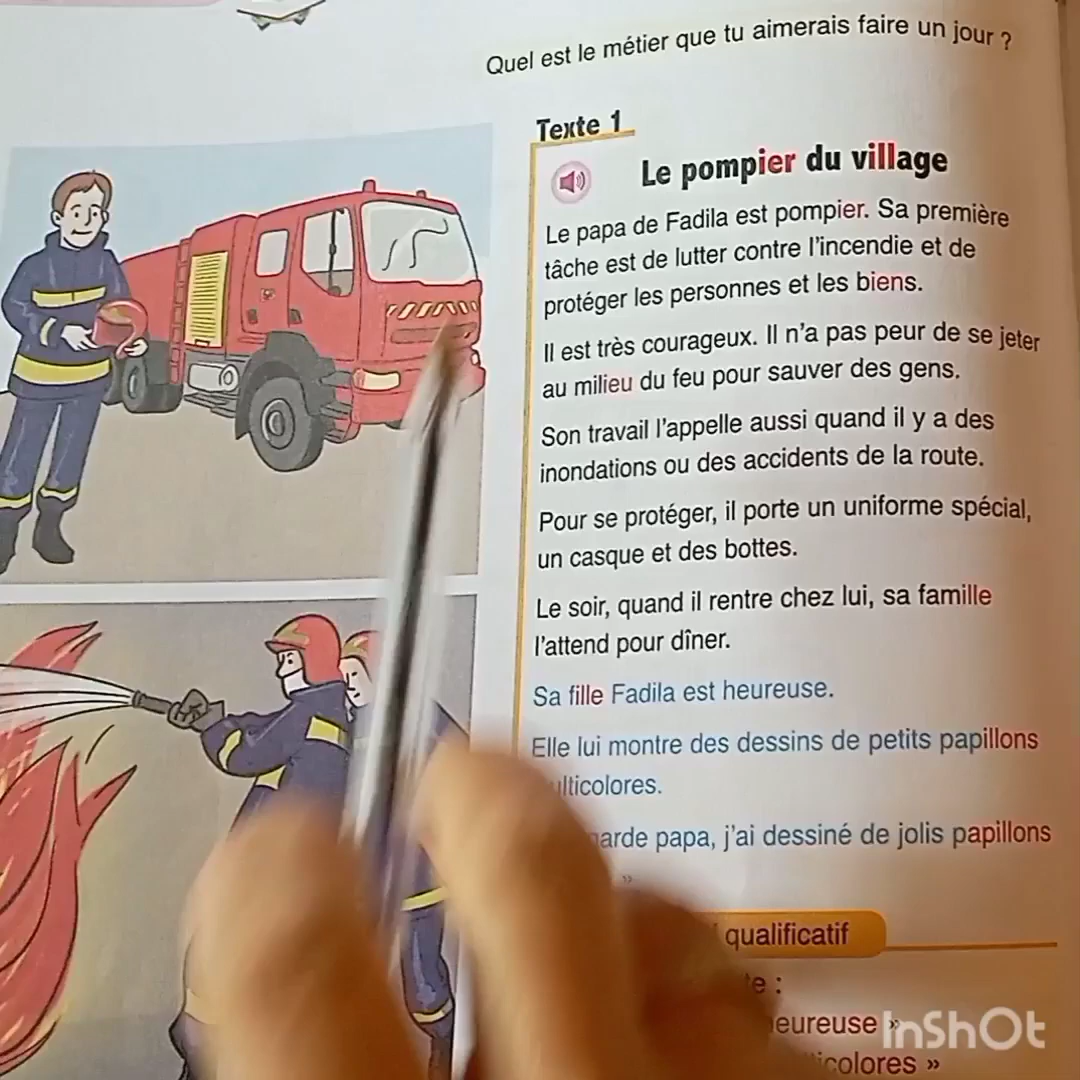 Quel est le métier que tu aimerais faire un jour ?
Texte 1
Le pompier du village
Le papa de Fadila est pompier. Sa première
tâche est de lutter contre l'incendie et de
protéger les personnes et les biens.
Il est très courageux. Il n'a pas peur de se jeter
au milieu du feu pour sauver des gens.
Son travail l'appelle aussi quand il y a des
inondations ou des accidents de la route.
Pour se protéger, il porte un uniforme spécial,
un casque et des bottes.
Le soir, quand il rentre chez lui, sa famille
l'attend pour dîner.
Sa fille Fadila est heureuse.
Elle lui montre des dessins de petits papillons
ulticolores.
arde papa, j'ai dessiné de jolis papillons
»
qualificatif
e :
eureuse »
icolores »
InShOt